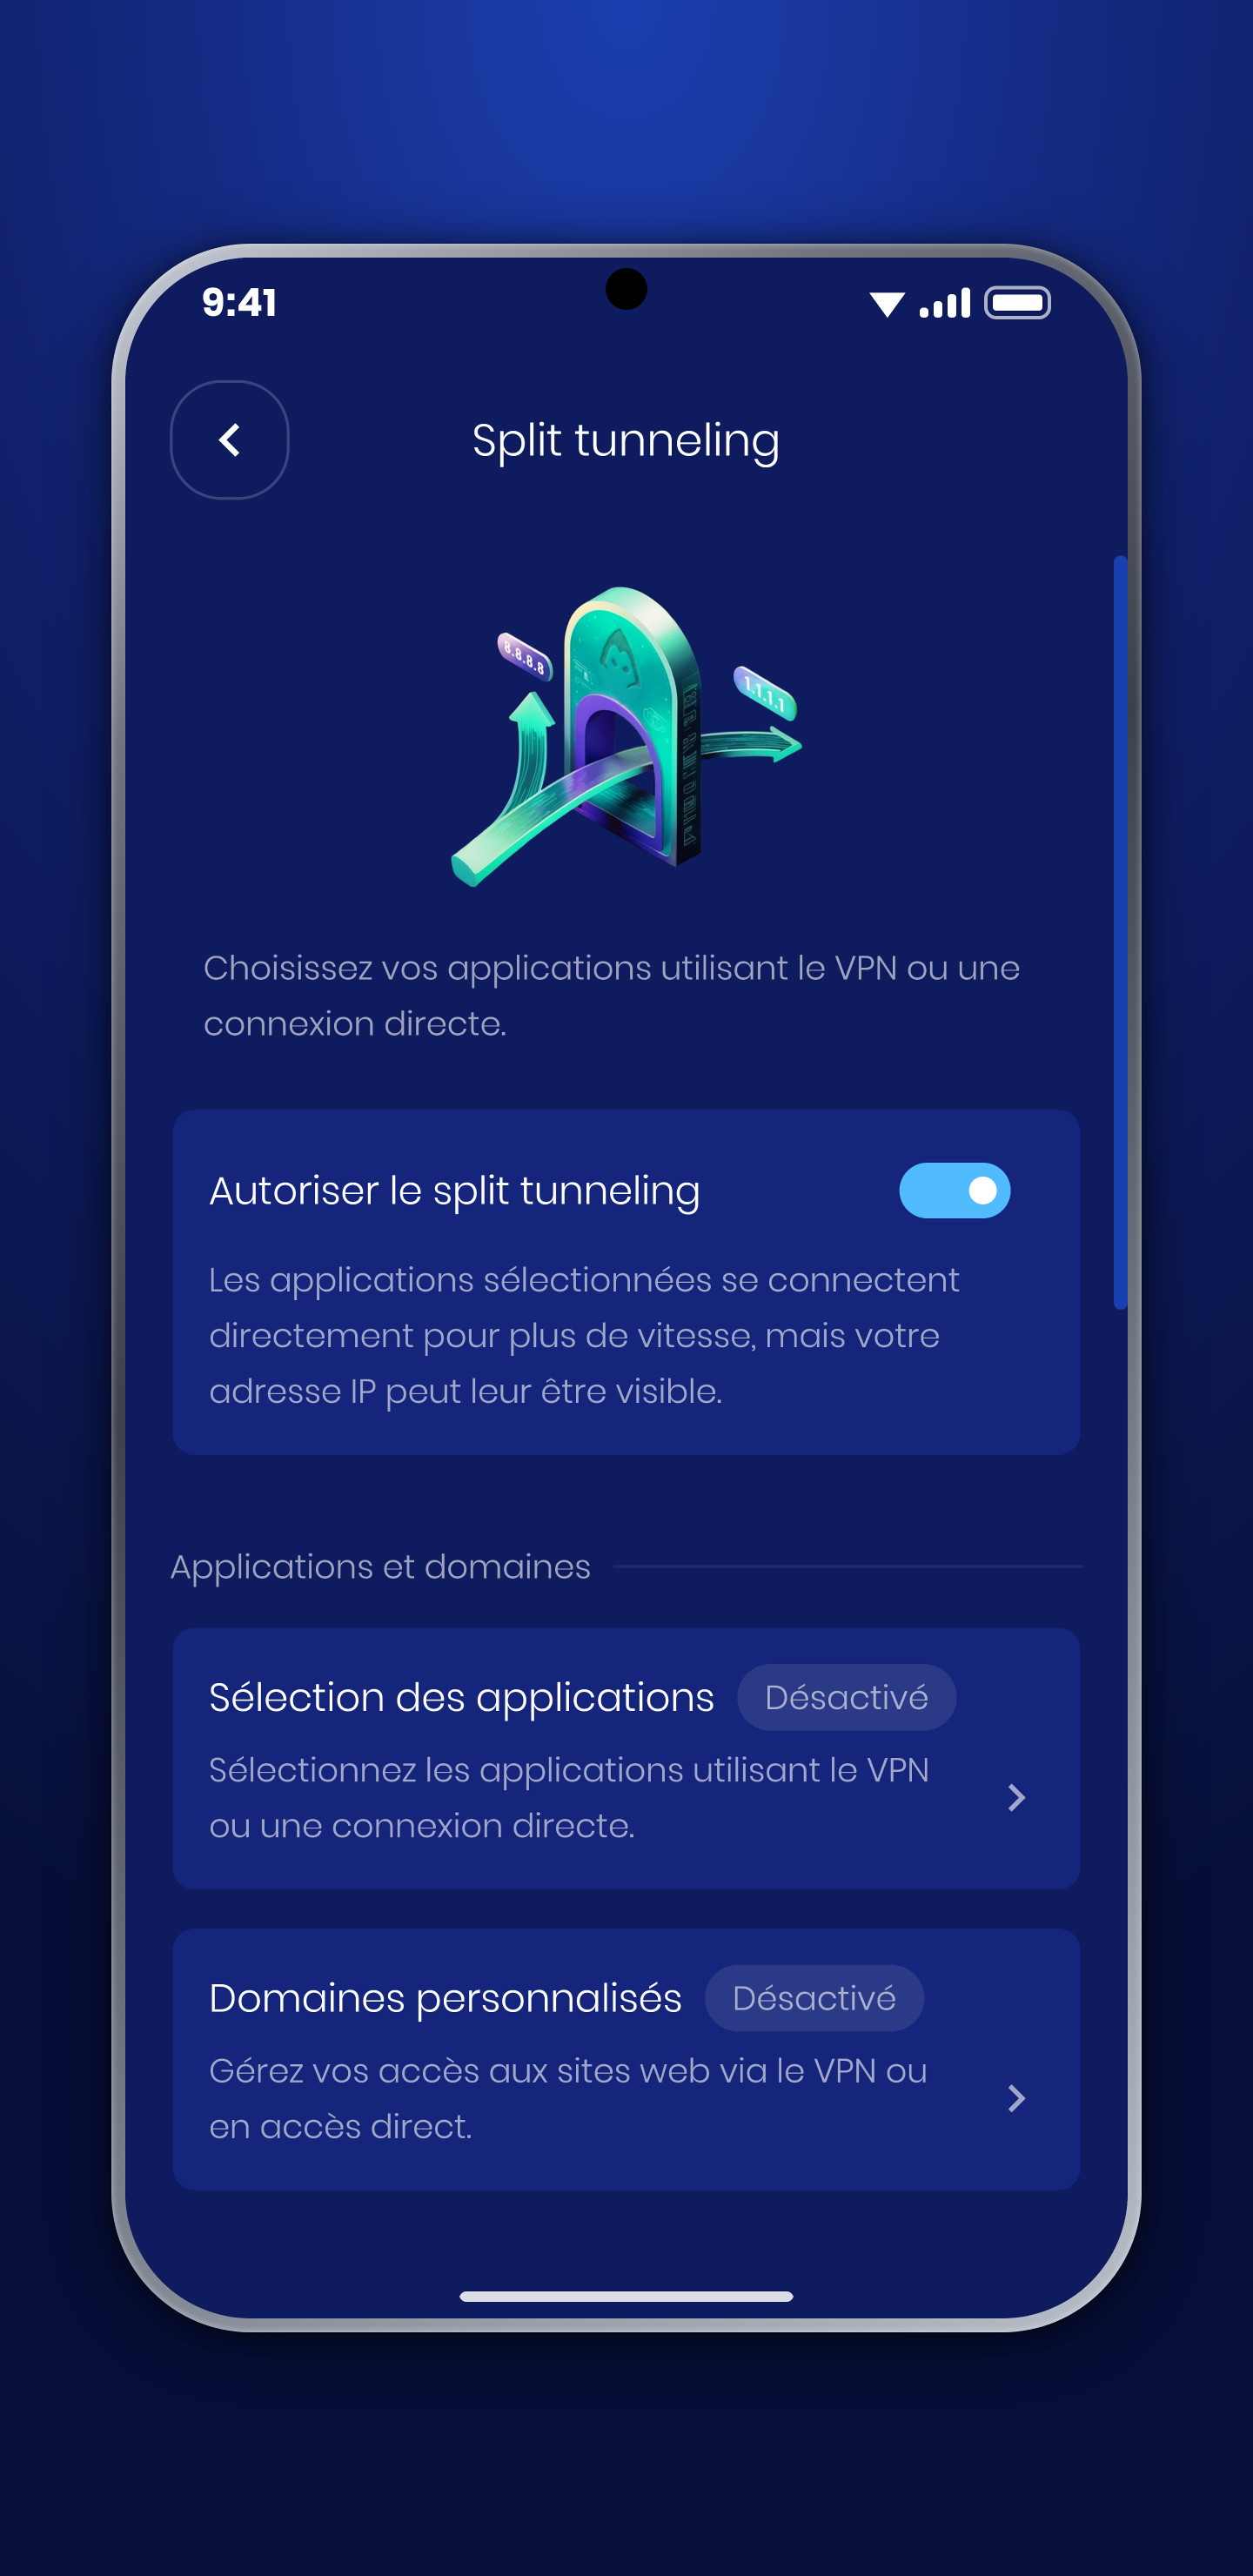 9:41
Split tunneling
8.8.8.8
1.1.1.1
Choisissez vos applications utilisant le VPN ou une
connexion directe.
Autoriser le split tunneling
Les applications sélectionnées se connectent
directement pour plus de vitesse, mais votre
adresse IP peut leur être visible.
Applications et domaines
Sélection des applications Désactivé
Sélectionnez les applications utilisant le VPN
ou une connexion directe.
Domaines personnalisés Désactivé
Gérez vos accès aux sites web via le VPN ou
en accès direct.